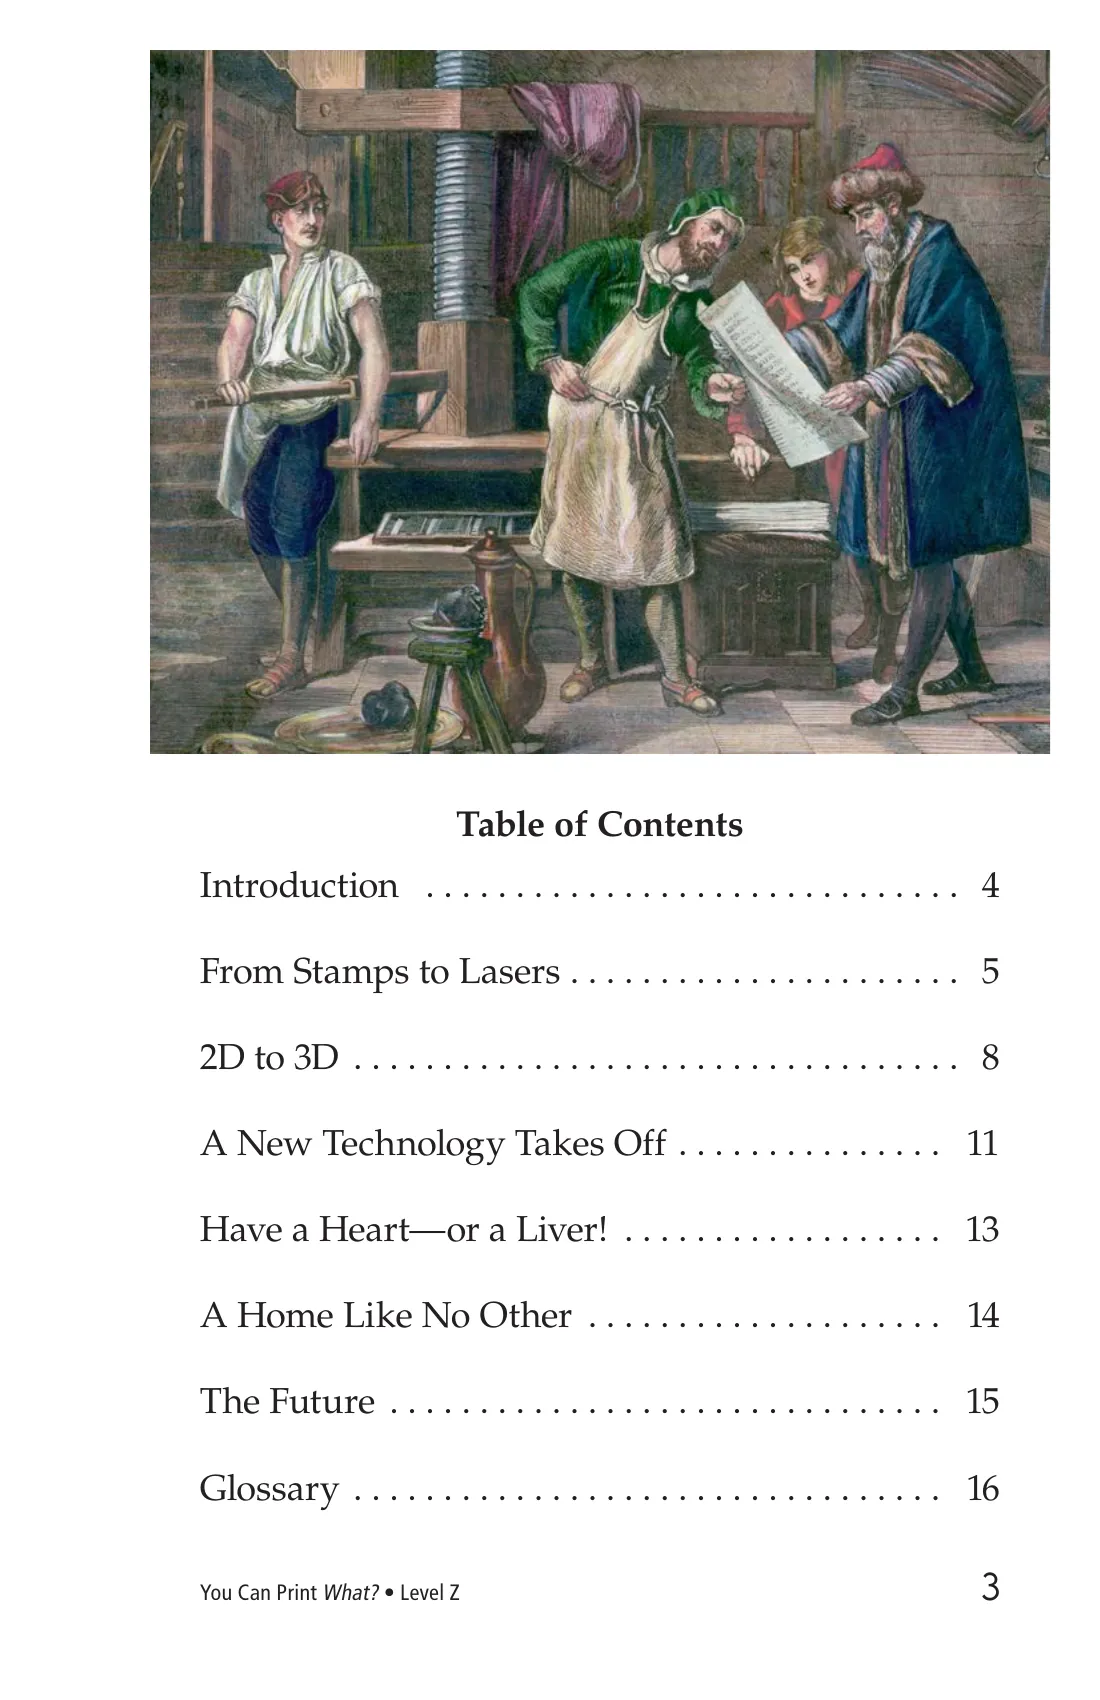 Table of Contents
Introduction . . . . . . . . . . . . . . . . . . . . . . . . . . . . . . 4
From Stamps to Lasers . . . . . . . . . . . . . . . . . . . . . . 5
2D to 3D . . . . . . . . . . . . . . . . . . . . . . . . . . . . . . . . . . 8
A New Technology Takes Off . . . . . . . . . . . . . . . 11
Have a Heart—or a Liver! . . . . . . . . . . . . . . . . . . 13
A Home Like No Other . . . . . . . . . . . . . . . . . . . . 14
The Future . . . . . . . . . . . . . . . . . . . . . . . . . . . . . . . 15
Glossary . . . . . . . . . . . . . . . . . . . . . . . . . . . . . . . . . 16
You Can Print What? • Level Z 3